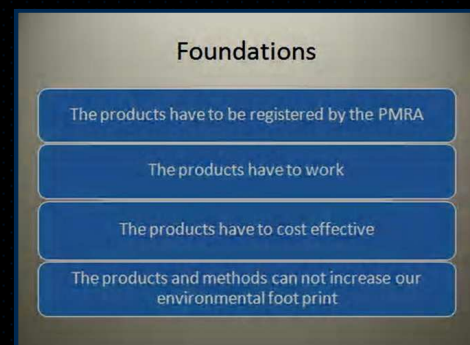 Foundations
The products have to be registered by the PMRA
The products have to work
The products have to cost effective
The products and methods can not increase our
environmental foot print